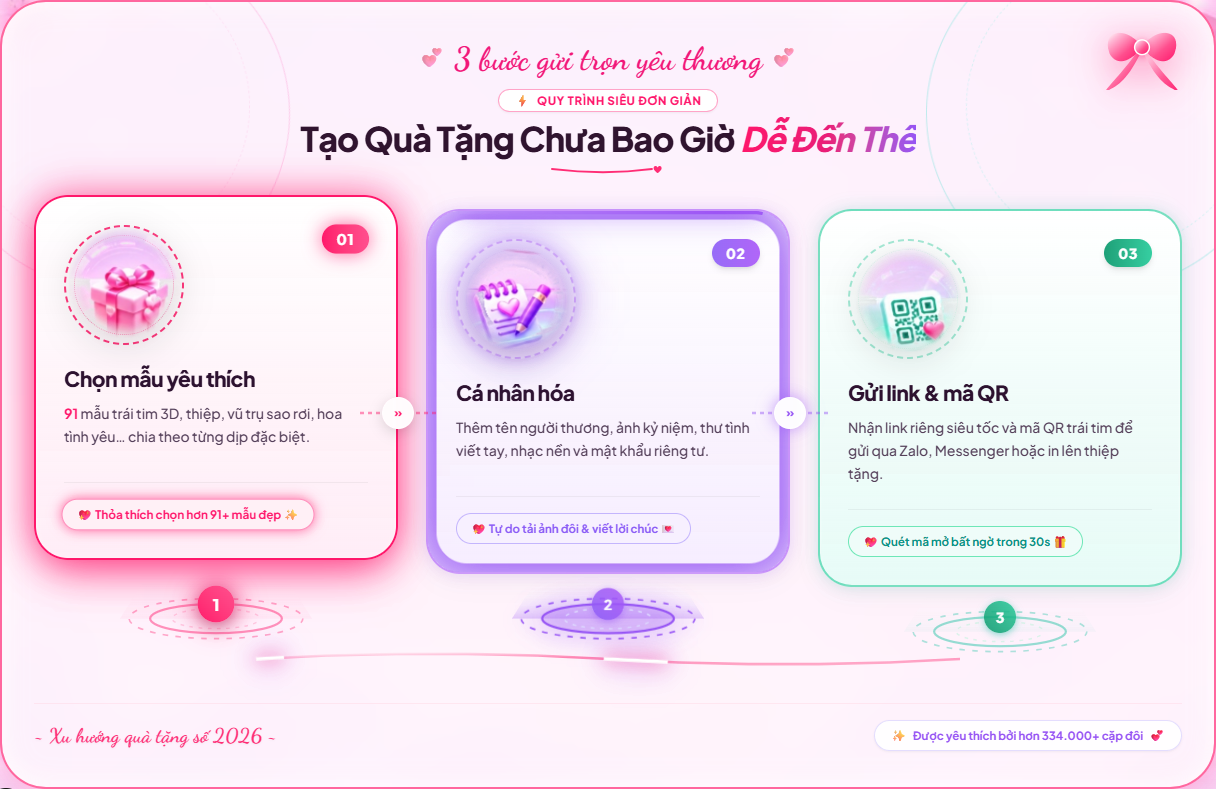 3 bước gửi trọn yêu thương
QUY TRÌNH SIÊU ĐƠN GIẢN
Tạo Quà Tặng Chưa Bao Giờ Dễ Đến Thế
01
Chọn mẫu yêu thích
91 mẫu trái tim 3D, thiệp, vũ trụ sao rơi, hoa
tình yêu... chia theo từng dịp đặc biệt.
Thỏa thích chọn hơn 91+ mẫu đẹp
1
»
02
Cá nhân hóa
Thêm tên người thương, ảnh kỷ niệm, thư tình
viết tay, nhạc nền và mật khẩu riêng tư.
Tự do tải ảnh đôi & viết lời chúc
2
»
03
Gửi link & mã QR
Nhận link riêng siêu tốc và mã QR trái tim để
gửi qua Zalo, Messenger hoặc in lên thiệp
tặng.
Quét mã mở bất ngờ trong 30s
3
~ Xu hướng quà tặng số 2026 ~
Được yêu thích bởi hơn 334.000+ cặp đôi